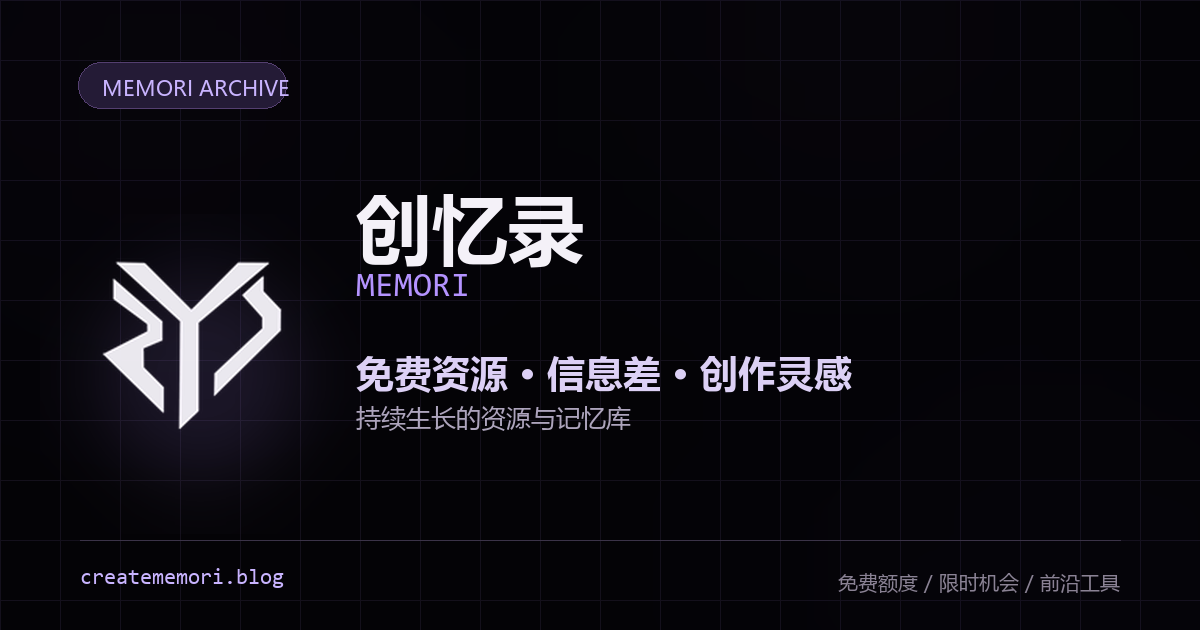 MEMORI ARCHIVE
创忆录
MEMORI
免费资源·信息差·创作灵感
持续生长的资源与记忆库
creatememori.blog
免费额度 / 限时机会 / 前沿工具